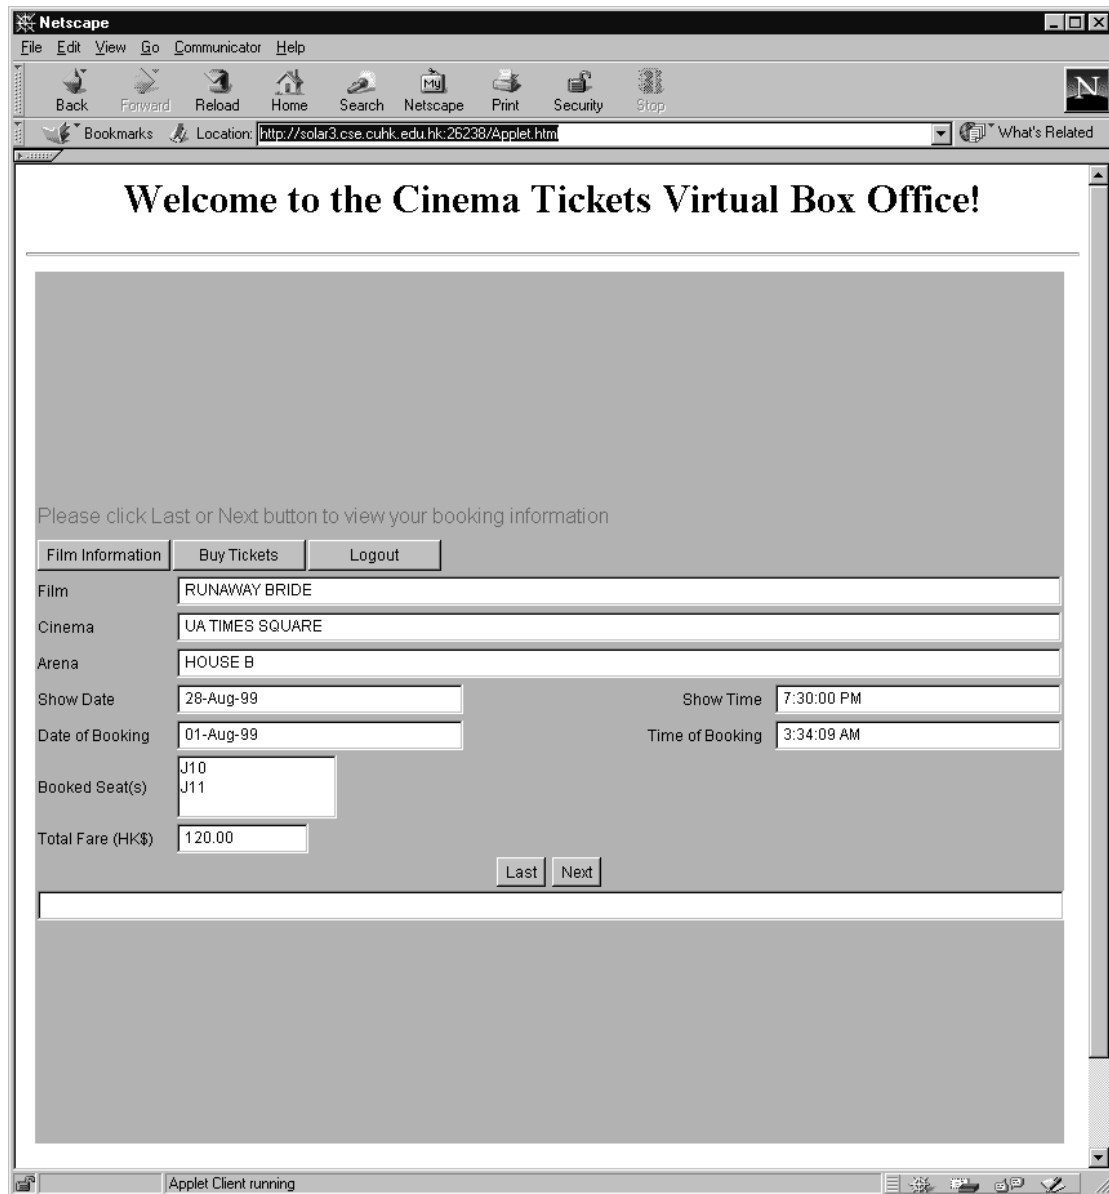 Netscape
File Edit View Go Communicator Help
My
Back Forward Reload Home Search Netscape Print Security Stop
N
Bookmarks Location: http://solar3.cse.cuhk.edu.hk:26238/Applet.html What's Related
Welcome to the Cinema Tickets Virtual Box Office!
Please click Last or Next button to view your booking information
Film Information Buy Tickets Logout
Film RUNAWAY BRIDE
Cinema UA TIMES SQUARE
Arena HOUSE B
Show Date 28-Aug-99 Show Time 7:30:00 PM
Date of Booking 01-Aug-99 Time of Booking 3:34:09 AM
Booked Seat(s) J10
J11
Total Fare (HK$) 120.00
Last Next
Applet Client running